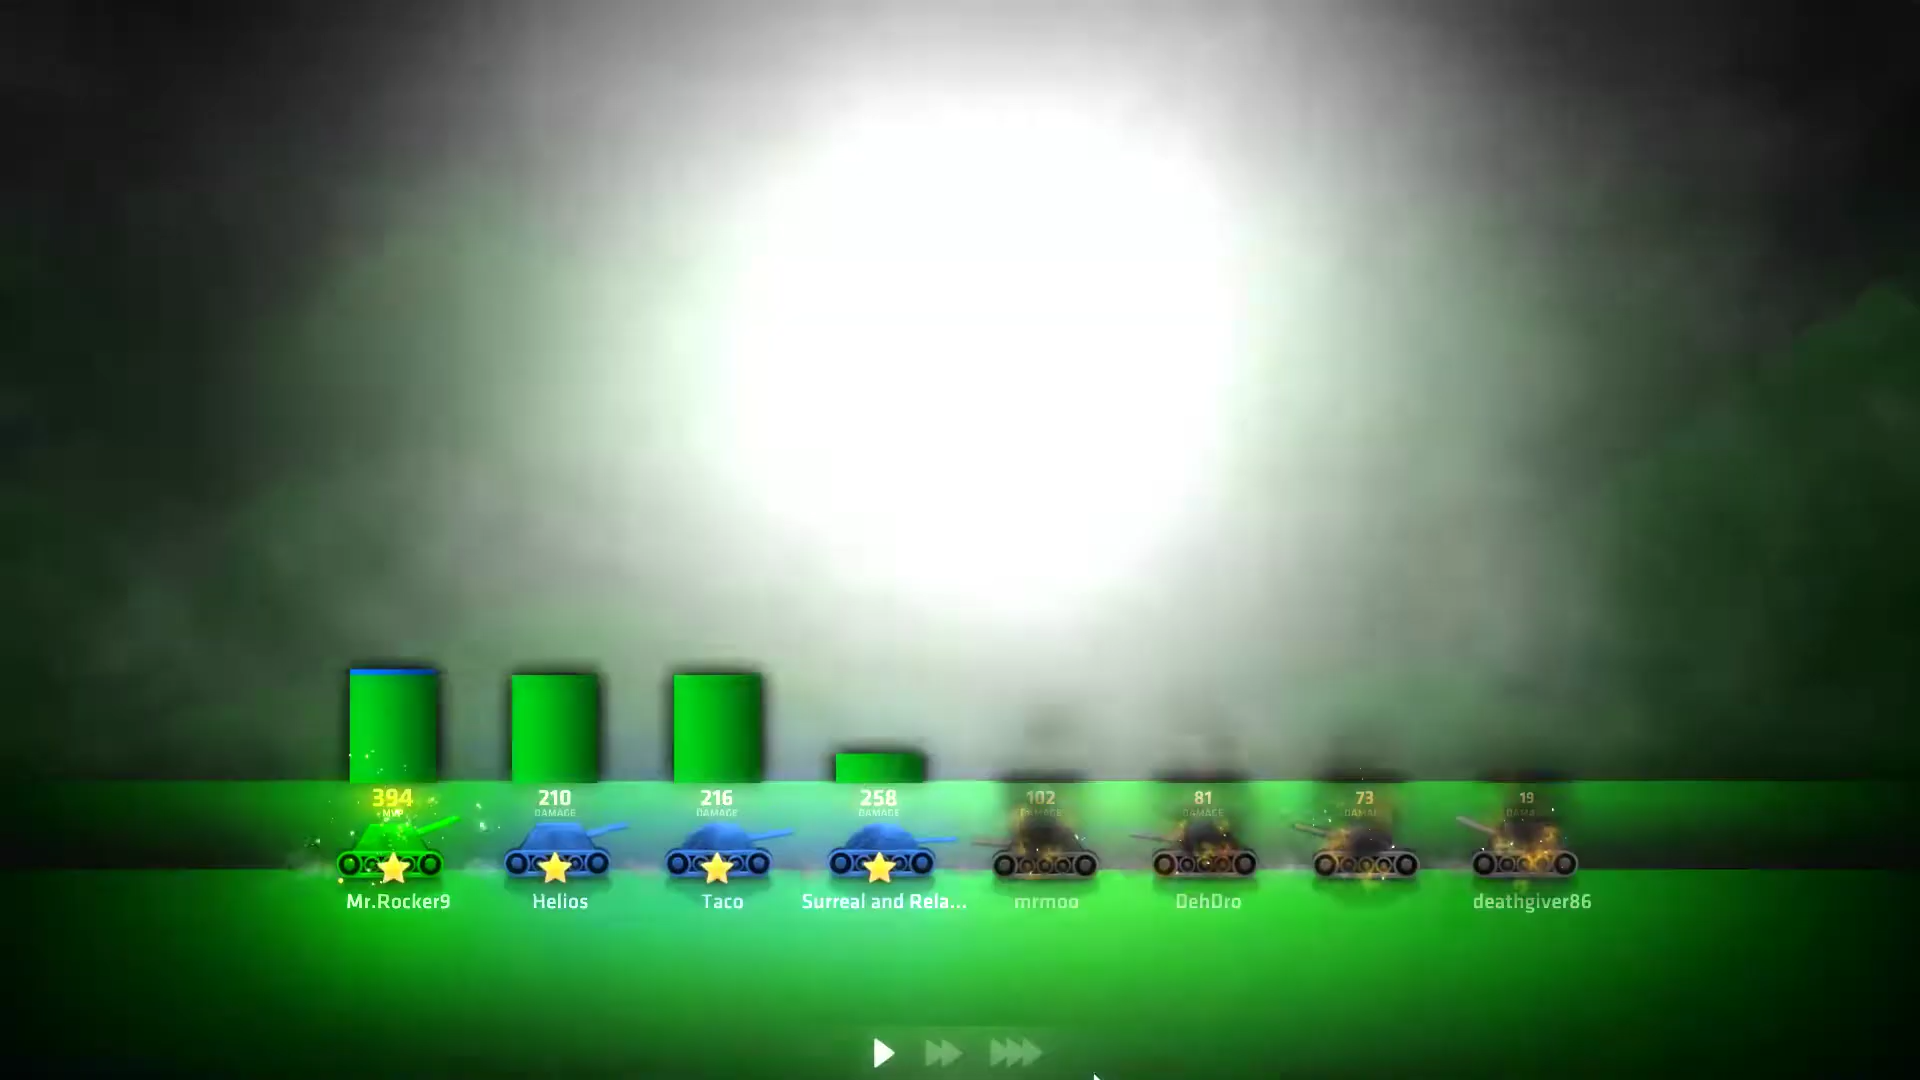 394 210 216 258 102 81 73 19
MVP DAMAGE DAMAGE DAMAGE DAMAGE DAMAGE
Mr.Rocker9 Helios Taco Surreal and Rela... mrmoo DehDro deathgiver86